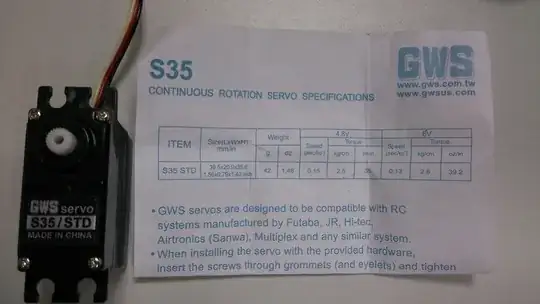 GWS
www.gws.com.tw
www.gwsus.com
S35
CONTINUOUS ROTATION SERVO SPECIFICATIONS
ITEM Weight 4.8v 6V
Speed Torque Speed Torque
g oz kg/cm oz/in kg/cm oz/in
S35 STD 42 1.48 0.15 2.5 35 0.13 2.8 39.2
• GWS servos are designed to be compatible with RC
systems manufactured by Futaba, JR, Hi-tec,
Airtronics (Sanwa), Multiplex and any similar system.
• When installing the servo with the provided hardware,
insert the screws through grommets (and eyelets) and tighten
GWS servo
S35/STD
MADE IN CHINA